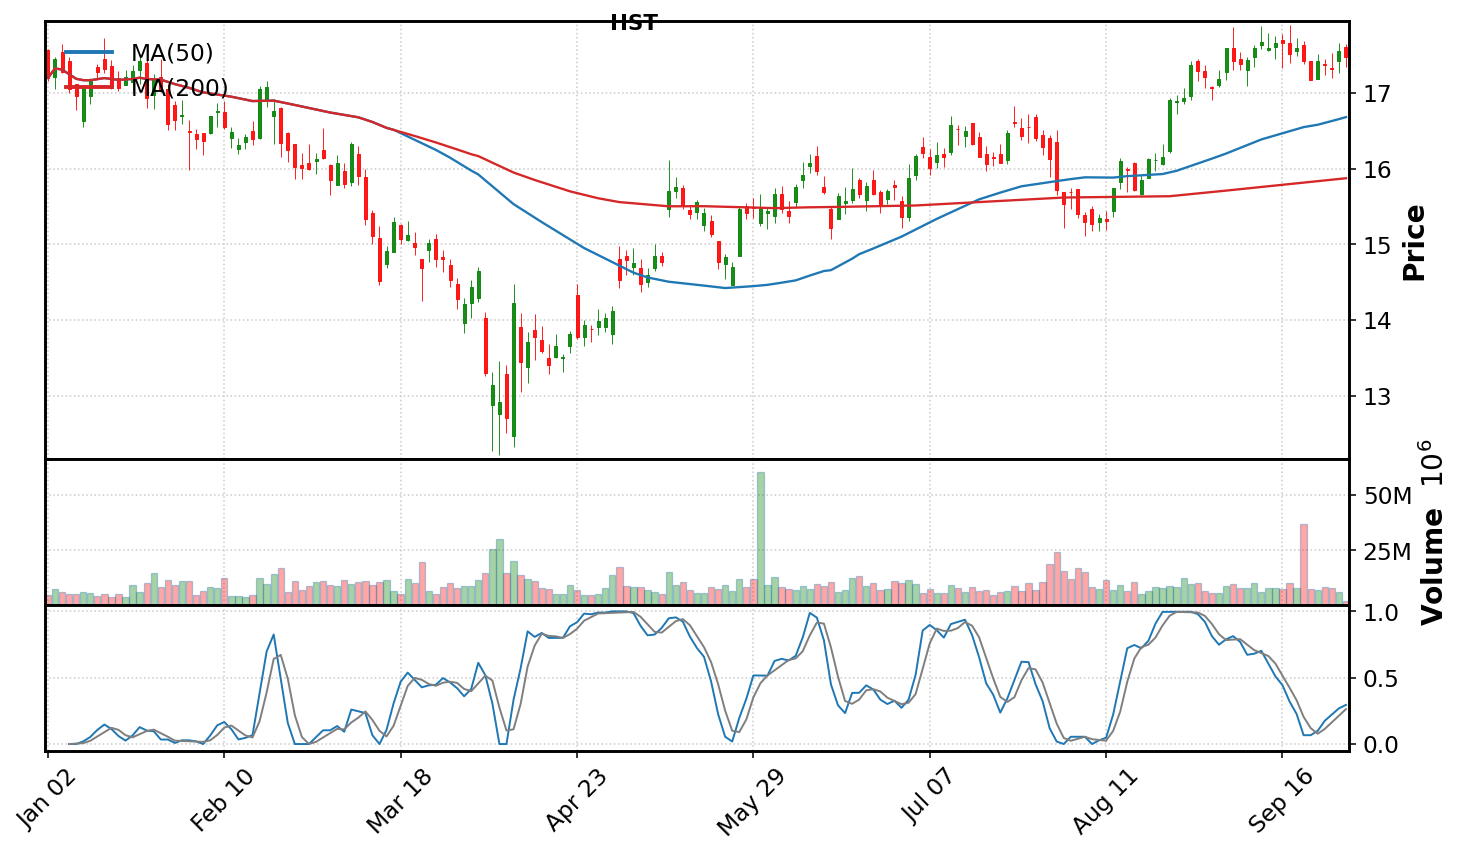 HST
MA(50)
MA(200)
17
16
15
14
13
Price
50M
25M
Volume 10^6
1.0
0.5
0.0
Jan 02
Feb 10
Mar 18
Apr 23
May 29
Jul 07
Aug 11
Sep 16